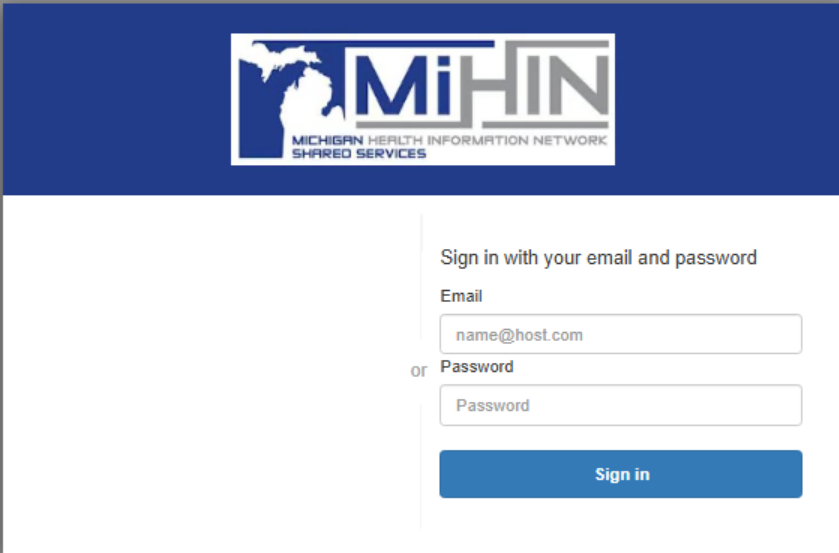 MiHIN
MICHIGAN HEALTH INFORMATION NETWORK
SHARED SERVICES
Sign in with your email and password
Email
name@host.com
or
Password
Password
Sign in